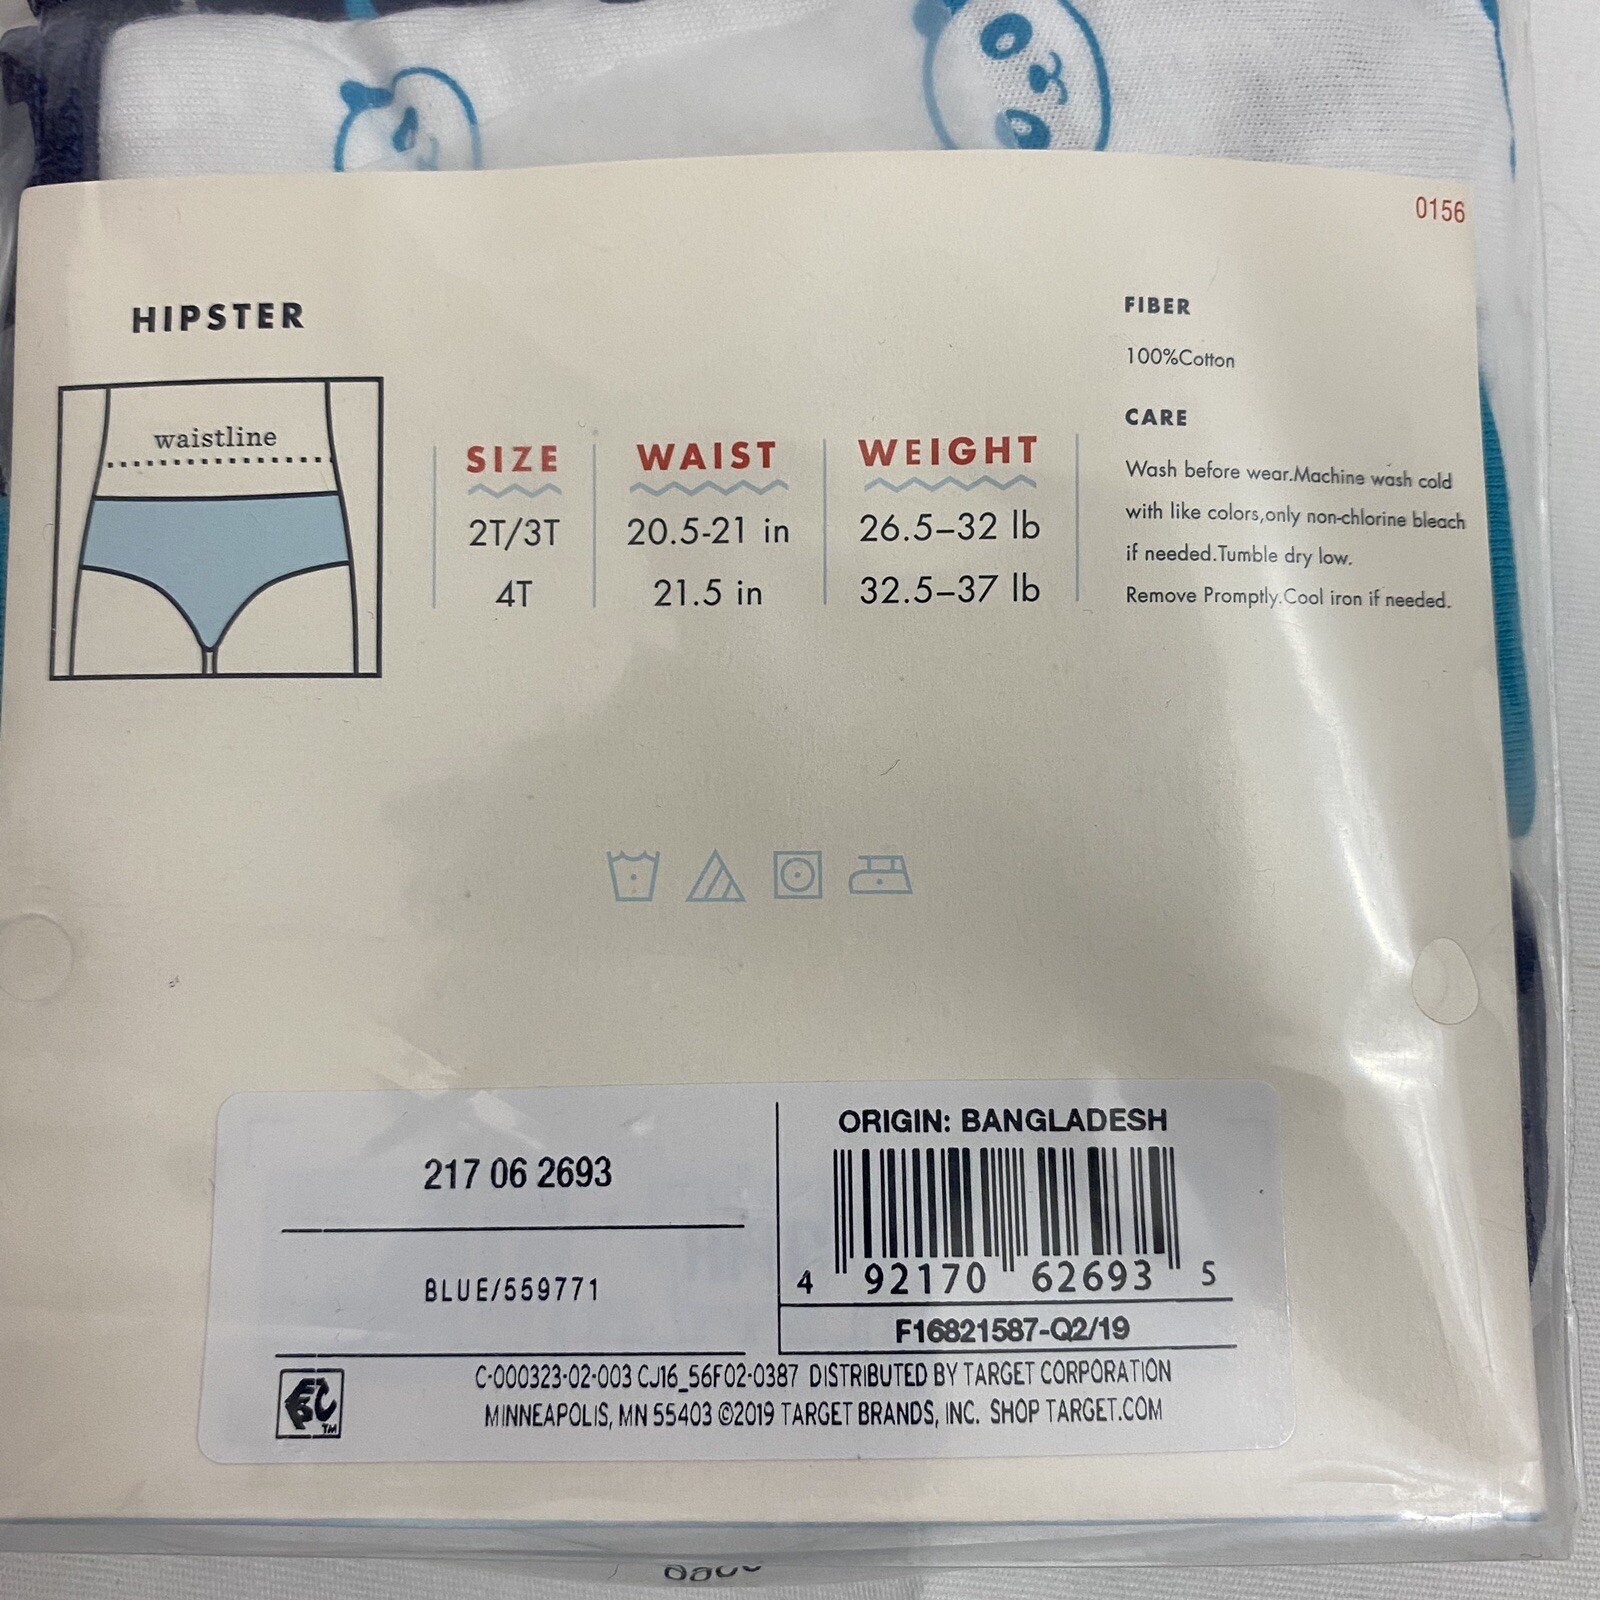 0156
HIPSTER
waistline
SIZE WAIST WEIGHT
2T/3T 20.5-21 in 26.5–32 lb
4T 21.5 in 32.5–37 lb
FIBER
100%Cotton
CARE
Wash before wear.Machine wash cold
with like colors,only non-chlorine bleach
if needed.Tumble dry low.
Remove Promptly.Cool iron if needed.
217 06 2693
BLUE/559771
ORIGIN: BANGLADESH
4 92170 62693 5
F16821587-Q2/19
C-000323-02-003 CJ16_56F02-0387 DISTRIBUTED BY TARGET CORPORATION
MINNEAPOLIS, MN 55403 ©2019 TARGET BRANDS, INC. SHOP TARGET.COM
TM